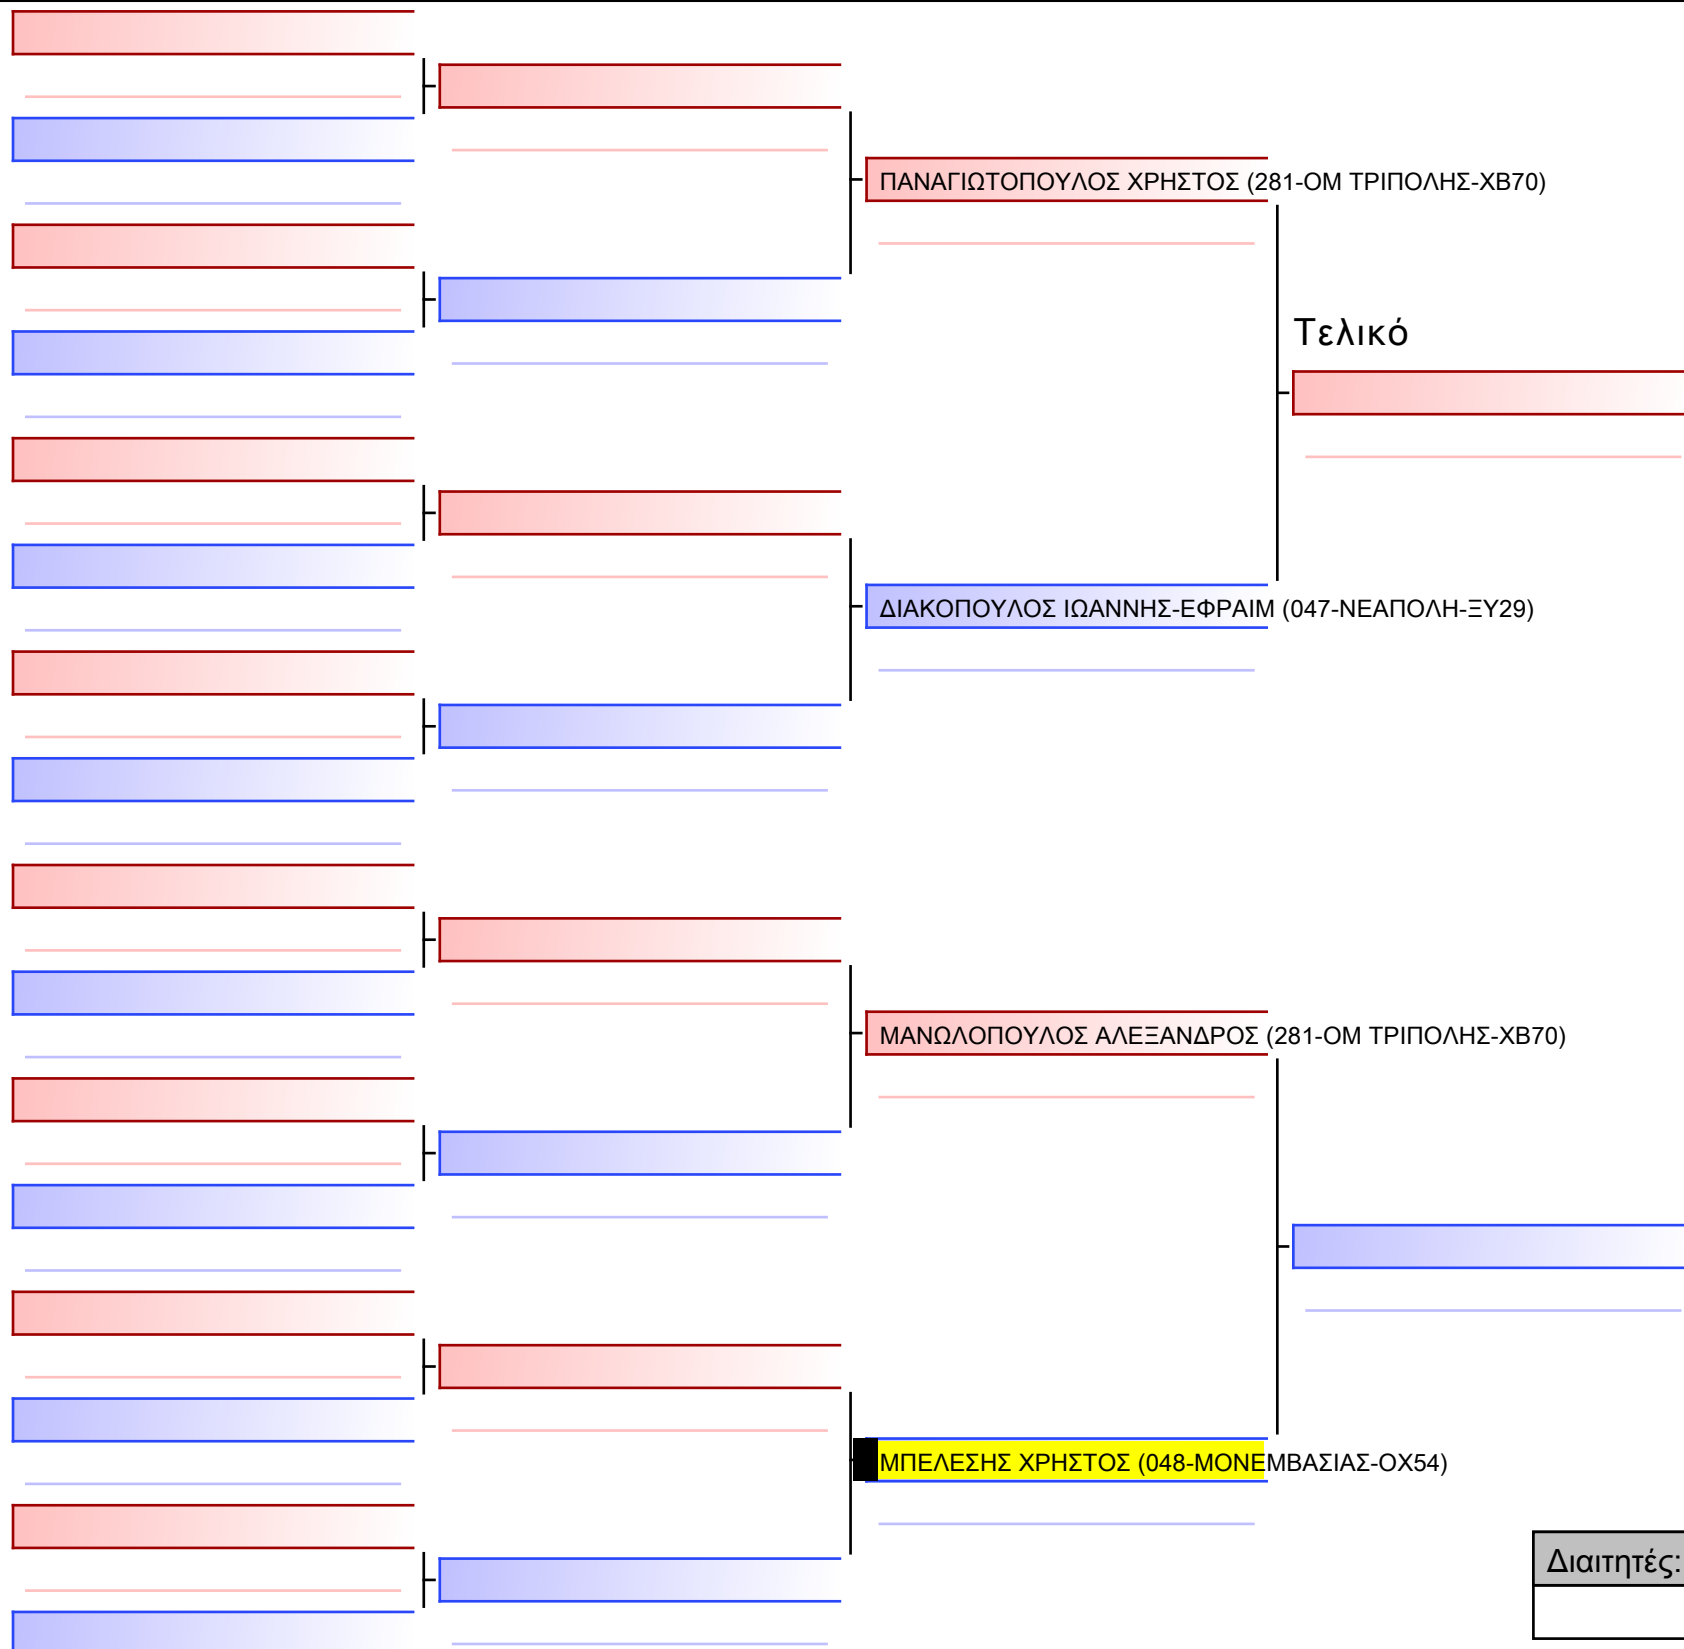 ΠΑΝΑΓΙΩΤΟΠΟΥΛΟΣ ΧΡΗΣΤΟΣ (281-ΟΜ ΤΡΙΠΟΛΗΣ-ΧΒ70)
Τελικό
ΔΙΑΚΟΠΟΥΛΟΣ ΙΩΑΝΝΗΣ-ΕΦΡΑΙΜ (047-ΝΕΑΠΟΛΗ-ΞΥ29)
ΜΑΝΩΛΟΠΟΥΛΟΣ ΑΛΕΞΑΝΔΡΟΣ (281-ΟΜ ΤΡΙΠΟΛΗΣ-ΧΒ70)
ΜΠΕΛΕΣΗΣ ΧΡΗΣΤΟΣ (048-ΜΟΝΕΜΒΑΣΙΑΣ-ΟΧ54)
Διαιτητές: